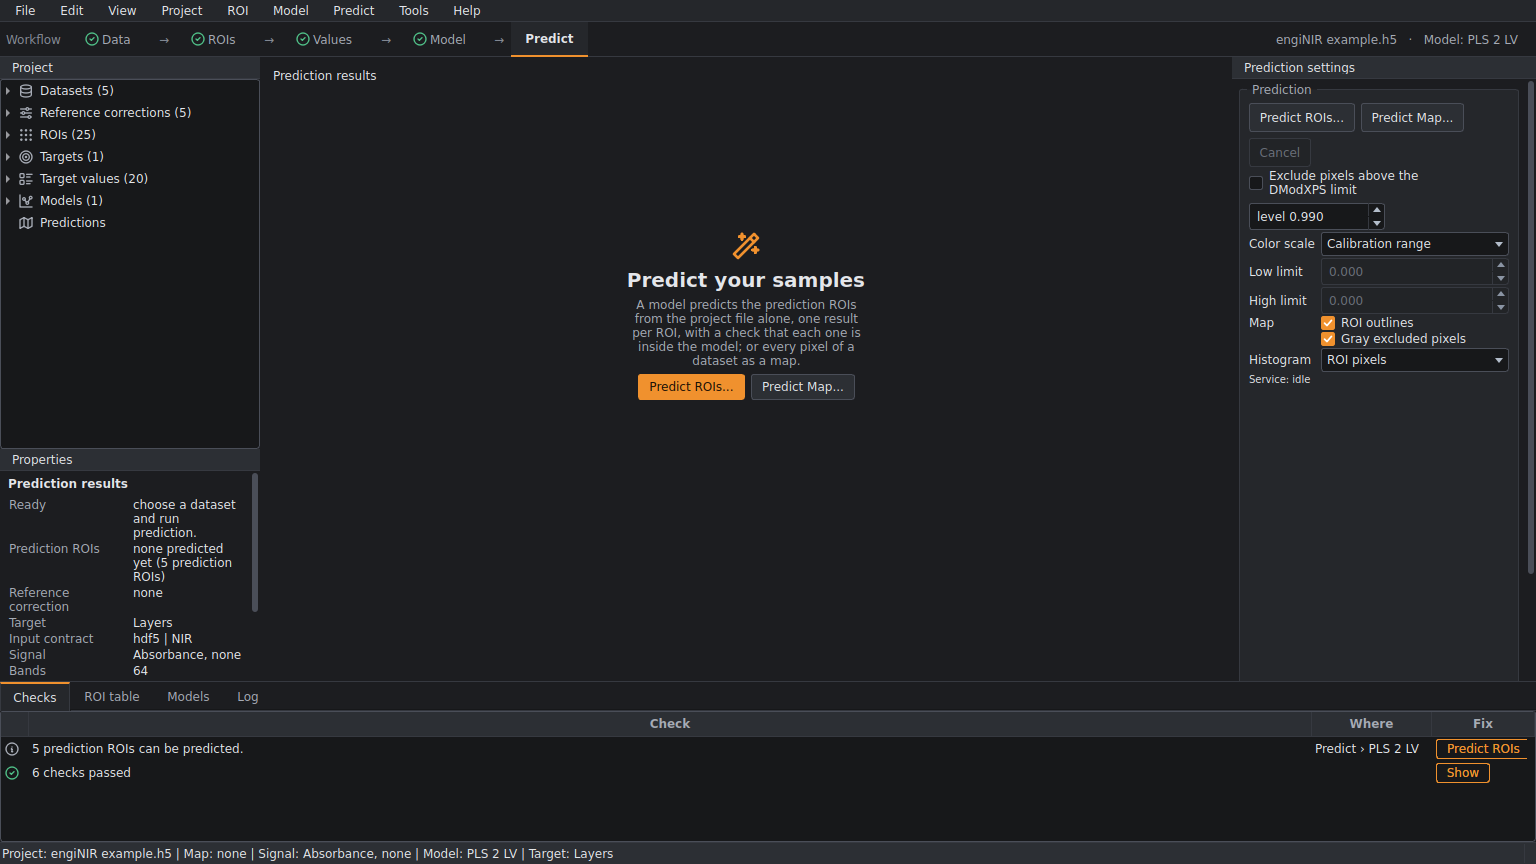 File Edit View Project ROI Model Predict Tools Help
Workflow Data → ROIs → Values → Model → Predict engiNIR example.h5 · Model: PLS 2 LV
Project
Datasets (5)
Reference corrections (5)
ROIs (25)
Targets (1)
Target values (20)
Models (1)
Predictions
Properties
Prediction results
Ready choose a dataset
and run
prediction.
Prediction ROIs none predicted
yet (5 prediction
ROIs)
Reference none
correction
Target Layers
Input contract hdf5 | NIR
Signal Absorbance, none
Bands 64
Prediction results
Predict your samples
A model predicts the prediction ROIs
from the project file alone, one result
per ROI, with a check that each one is
inside the model; or every pixel of a
dataset as a map.
Predict ROIs... Predict Map...
Prediction settings
Prediction
Predict ROIs... Predict Map...
Cancel
Exclude pixels above the
DModXPS limit
level 0.990
Color scale Calibration range
Low limit 0.000
High limit 0.000
Map ROI outlines
Gray excluded pixels
Histogram ROI pixels
Service: idle
Checks ROI table Models Log
Check Where Fix
5 prediction ROIs can be predicted. Predict › PLS 2 LV Predict ROIs
6 checks passed Show
Project: engiNIR example.h5 | Map: none | Signal: Absorbance, none | Model: PLS 2 LV | Target: Layers